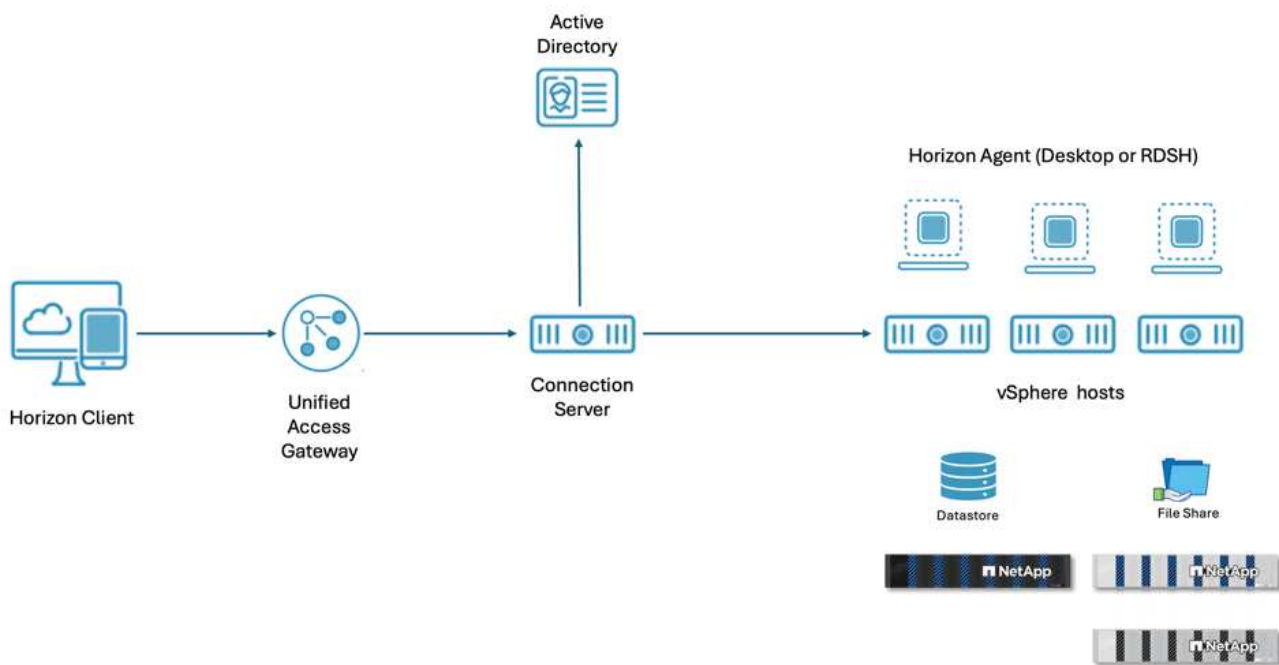 Active
Directory
Horizon Agent (Desktop or RDSH)
Horizon Client
Unified
Access
Gateway
Connection
Server
vSphere hosts
Datastore
File Share
NetApp
NetApp
NetApp